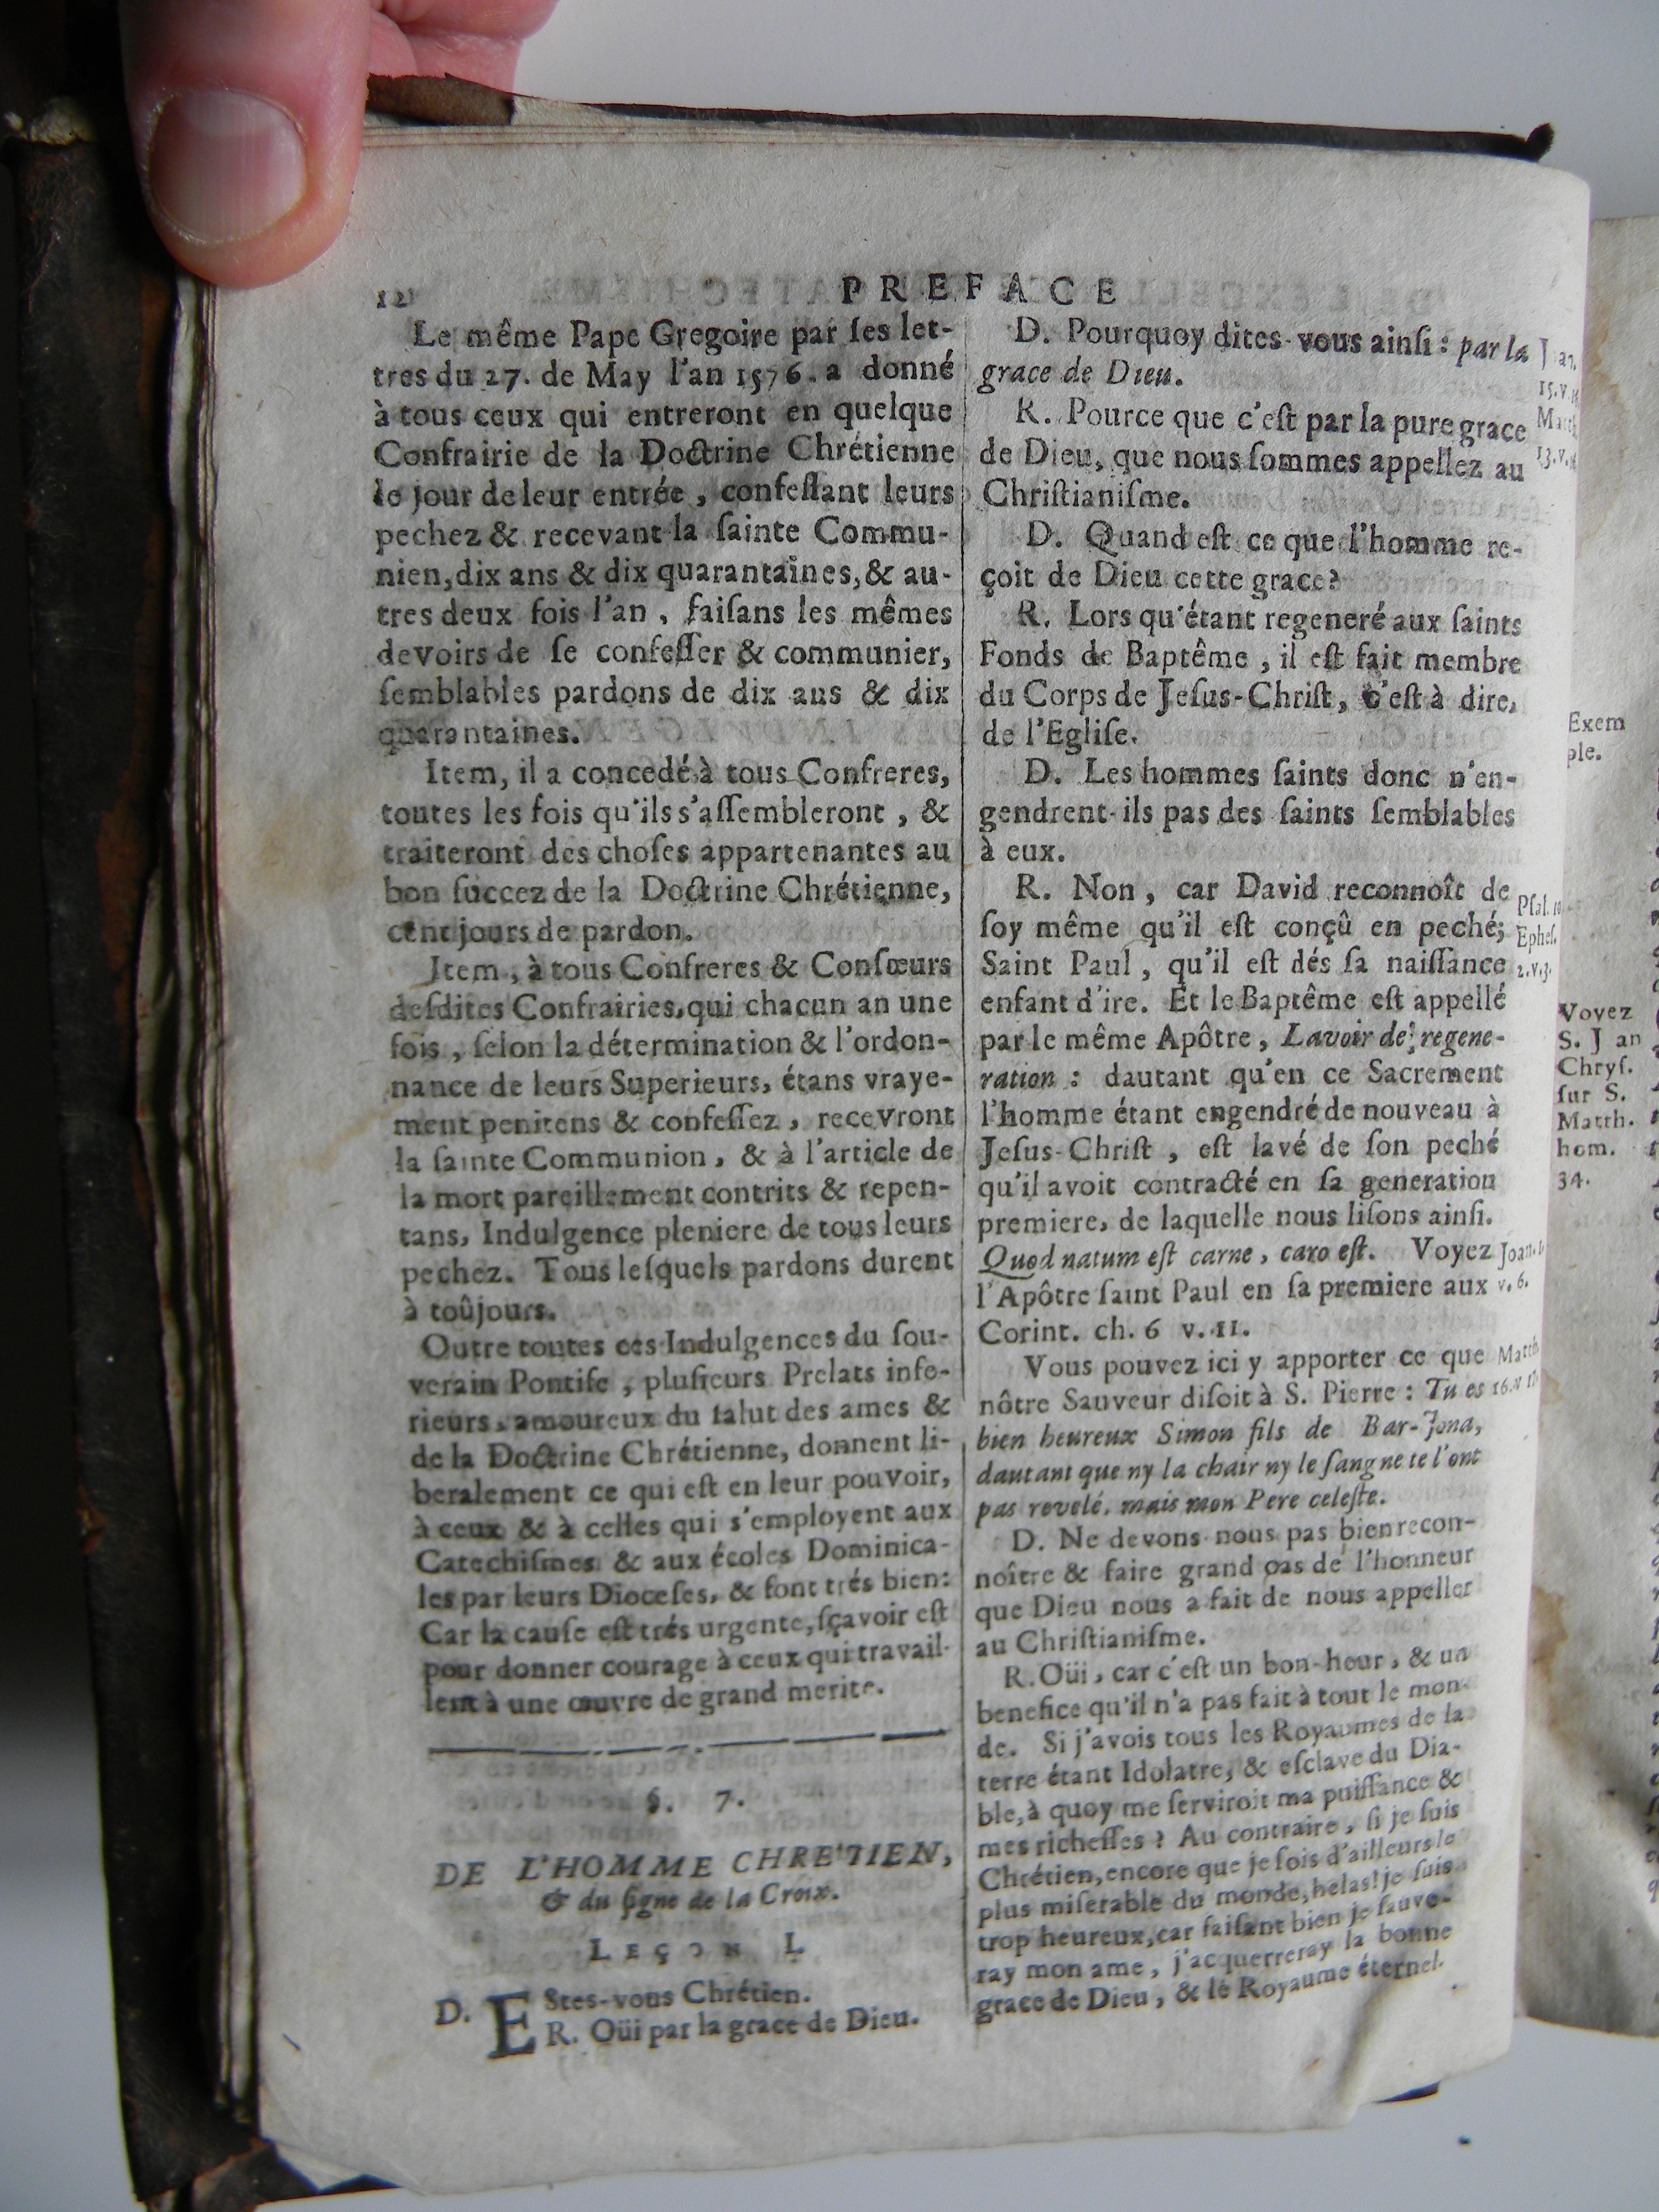 12 PREFACE
Le même Pape Gregoire par ſes let-
tres du 27. de May l'an 1576. a donné
à tous ceux qui entreront en quelque
Confrairie de la Doctrine Chrétienne
le jour de leur entrée, confeſſant leurs
pechez & recevant la ſainte Commu-
nien, dix ans & dix quarantaines, & au-
tres deux fois l'an, faiſans les mêmes
devoirs de ſe confeſſer & communier,
ſemblables pardons de dix ans & dix
quarantaines.
Item, il a concedé à tous Confreres,
toutes les fois qu'ils s'aſſembleront, &
traiteront des choſes appartenantes au
bon ſuccez de la Doctrine Chrétienne,
cent jours de pardon.
Item, à tous Confreres & Conſœurs
deſdites Confrairies, qui chacun an une
fois, ſelon la détermination & l'ordon-
nance de leurs Superieurs, étans vraye-
ment penitens & confeſſez, recevront
la ſainte Communion, & à l'article de
la mort pareillement contrits & repen-
tans, Indulgence pleniere de tous leurs
pechez. Tous leſquels pardons durent
à toûjours.
Outre toutes ces Indulgences du ſou-
verain Pontife, pluſieurs Prelats infe-
rieurs, amoureux du ſalut des ames &
de la Doctrine Chrétienne, donnent li-
beralement ce qui eſt en leur pouvoir,
à ceux & à celles qui s'employent aux
Catechiſmes & aux écoles Dominica-
les par leurs Dioceſes, & font trés bien:
Car la cauſe eſt trés urgente, ſçavoir eſt
pour donner courage à ceux qui travail-
lent à une œuvre de grand merite.
§. 7.
DE L'HOMME CHRE'TIEN,
& du ſigne de la Croix.
LEÇON I.
D. EStes-vous Chrétien.
R. Oüi par la grace de Dieu.
D. Pourquoy dites-vous ainſi: par la
grace de Dieu.
R. Pource que c'eſt par la pure grace
de Dieu, que nous ſommes appellez au
Chriſtianiſme.
D. Quand eſt ce que l'homme re-
çoit de Dieu cette grace?
R. Lors qu'étant regeneré aux ſaints
Fonds de Baptême, il eſt fait membre
du Corps de Jeſus-Chriſt, c'eſt à dire,
de l'Egliſe.
D. Les hommes ſaints donc n'en-
gendrent-ils pas des ſaints ſemblables
à eux.
R. Non, car David reconnoît de
ſoy même qu'il eſt conçû en peché;
Saint Paul, qu'il eſt dés ſa naiſſance
enfant d'ire. Et le Baptême eſt appellé
par le même Apôtre, Lavoir de regene-
ration: dautant qu'en ce Sacrement
l'homme étant engendré de nouveau à
Jeſus-Chriſt, eſt lavé de ſon peché
qu'il avoit contracté en ſa generation
premiere, de laquelle nous liſons ainſi.
Quod natum eſt carne, caro eſt. Voyez
l'Apôtre ſaint Paul en ſa premiere aux
Corint. ch. 6 v. 11.
Vous pouvez ici y apporter ce que
nôtre Sauveur diſoit à S. Pierre: Tu es
bien heureux Simon fils de Bar-Jona,
dautant que ny la chair ny le ſang ne te l'ont
pas revelé, mais mon Pere celeſte.
D. Ne devons-nous pas bien recon-
noître & faire grand cas de l'honneur
que Dieu nous a fait de nous appeller
au Chriſtianiſme.
R. Oüi, car c'eſt un bon-heur, & un
benefice qu'il n'a pas fait à tout le mon-
de. Si j'avois tous les Royaumes de la
terre étant Idolatre, & eſclave du Dia-
ble, à quoy me ſerviroit ma puiſſance &
mes richeſſes? Au contraire, ſi je ſuis
Chrétien, encore que je ſois d'ailleurs le
plus miſerable du monde, helas! je ſuis
trop heureux, car faiſant bien je ſauve-
ray mon ame, j'acquerreray la bonne
grace de Dieu, & le Royaume éternel.
15. v.
13. v.
Pſal.
Epheſ.
2. v. 3.
Joan.
v. 6.
Matth.
16. v
Exem
ple.
Voyez
S. J an
Chryſ.
ſur S.
Matth.
hom.
34.